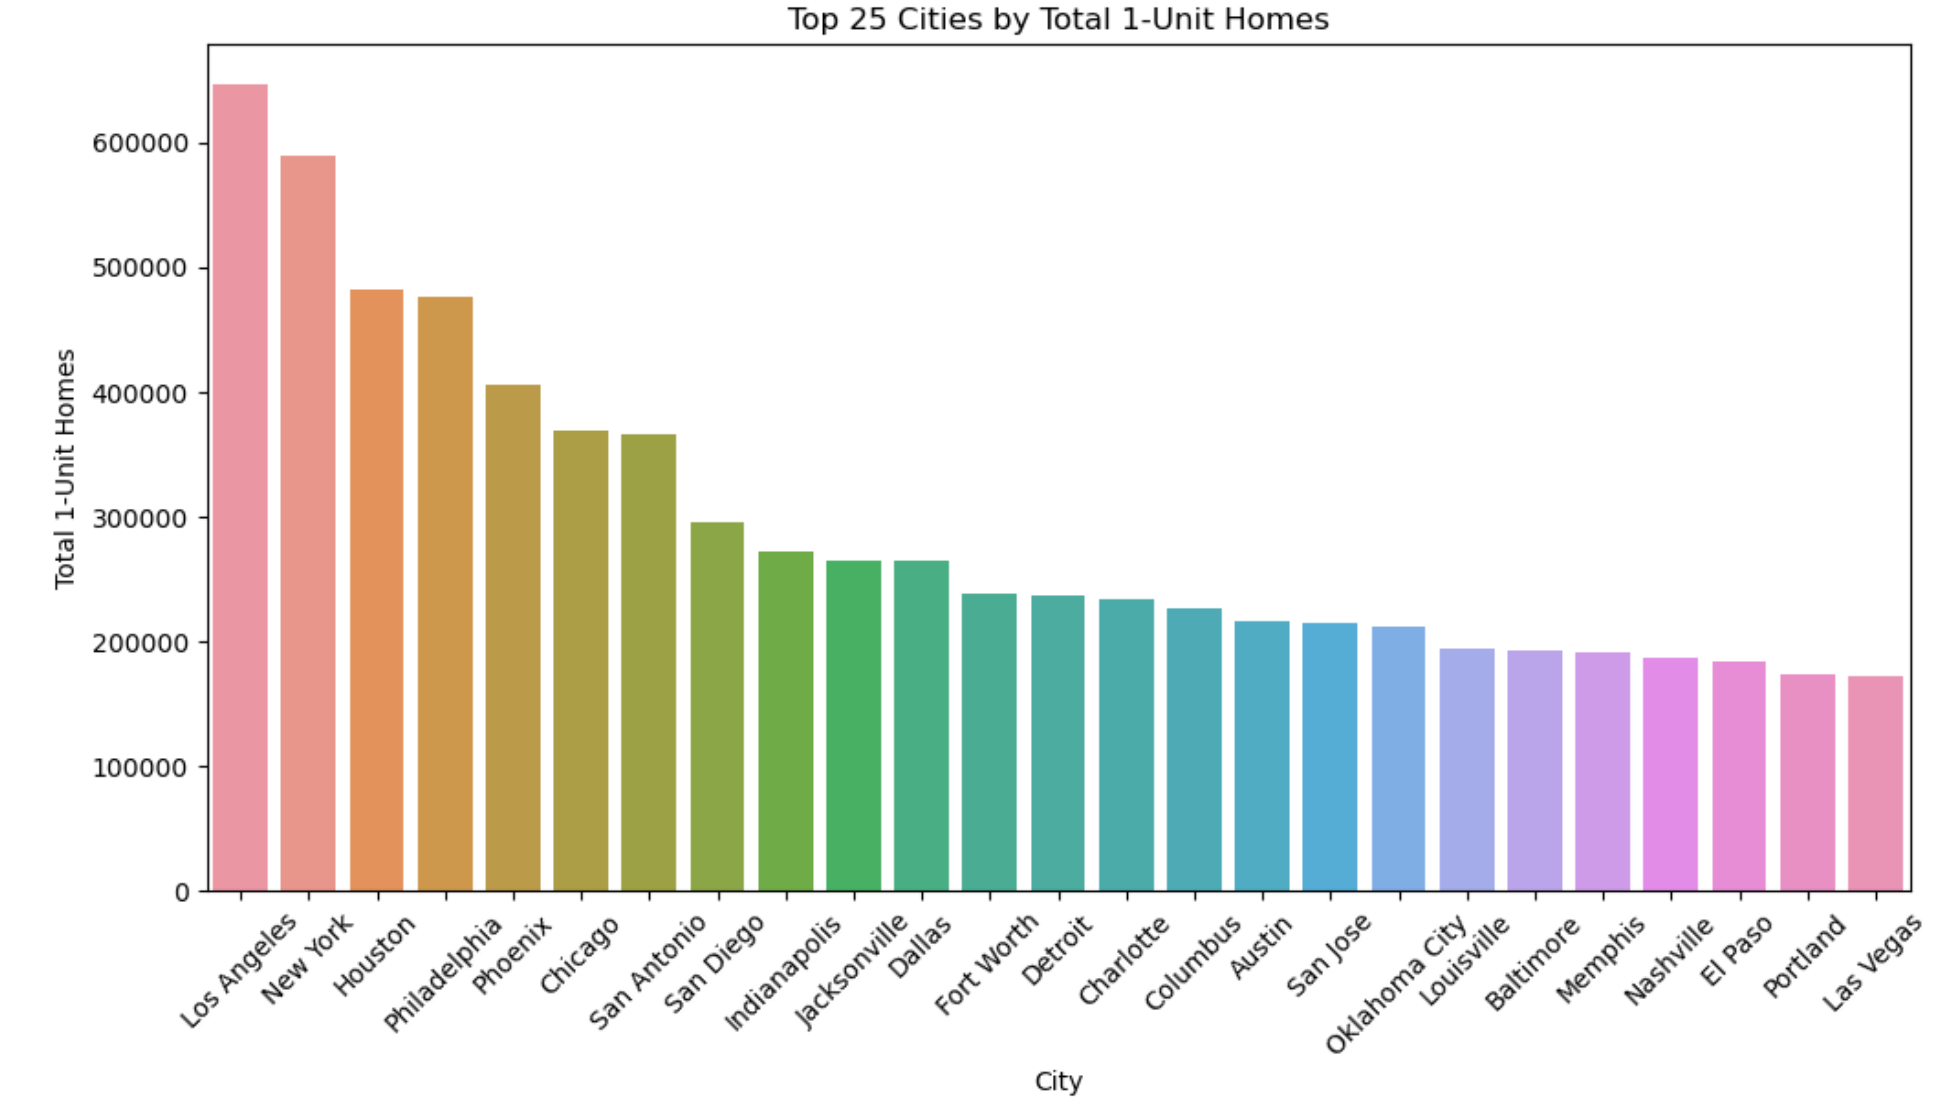 Top 25 Cities by Total 1-Unit Homes
Total 1-Unit Homes
600000
500000
400000
300000
200000
100000
0
Los Angeles
New York
Houston
Philadelphia
Phoenix
Chicago
San Antonio
San Diego
Indianapolis
Jacksonville
Dallas
Fort Worth
Detroit
Charlotte
Columbus
Austin
San Jose
Oklahoma City
Louisville
Baltimore
Memphis
Nashville
El Paso
Portland
Las Vegas
City